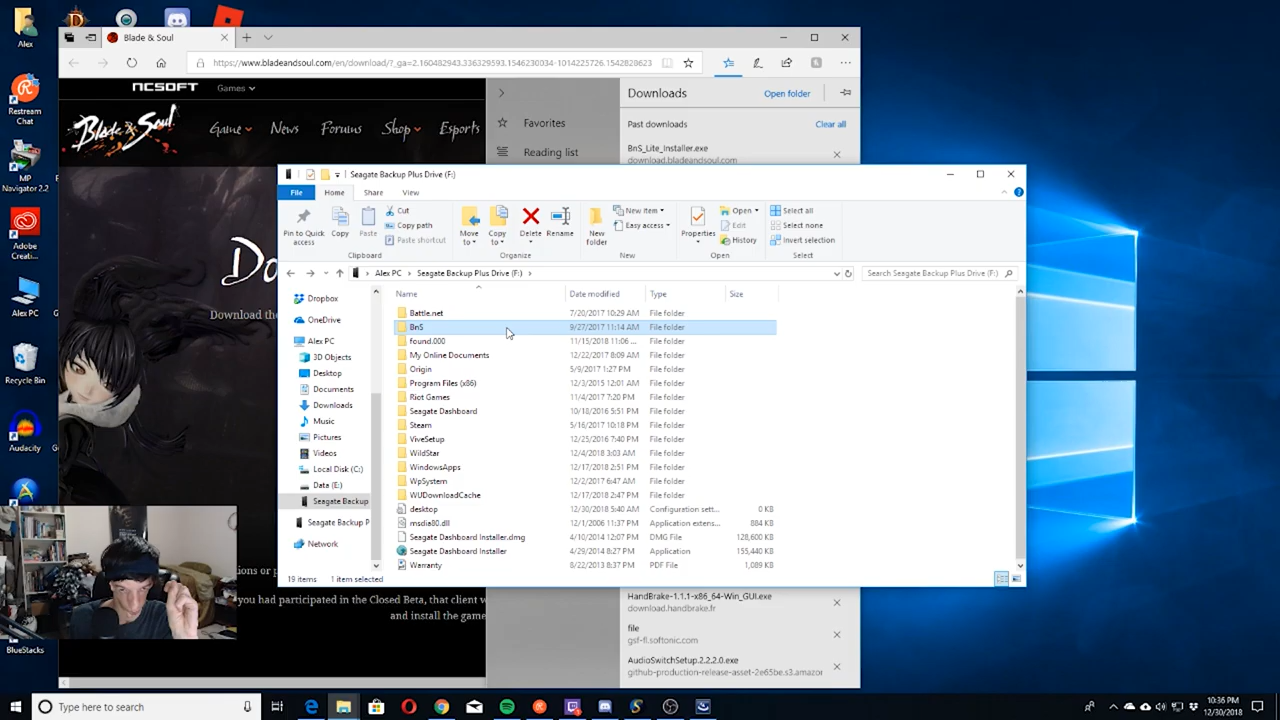 Alex
Restream
Chat
MP
Navigator 2.2
Adobe
Creati...
Alex PC
Recycle Bin
Audacity
BlueStacks
Blade & Soul
https://www.bladeandsoul.com/en/download/?_ga=2.160482943.336329593.1546230034-1014225726.1542828623
NCSOFT
Games
Blade & Soul
Game
News
Forums
Shop
Esports
Do
Download the
ions or p
you had participated in the Closed Beta, that client w
and install the game
Favorites
Reading list
Downloads
Open folder
Past downloads
Clear all
BnS_Lite_Installer.exe
download.bladeandsoul.com
Seagate Backup Plus Drive (F:)
File
Home
Share
View
Pin to Quick
access
Copy
Paste
Cut
Copy path
Paste shortcut
Clipboard
Move
to
Copy
to
Delete
Rename
Organize
New
folder
New item
Easy access
New
Properties
Open
Edit
History
Open
Select all
Select none
Invert selection
Select
Alex PC
Seagate Backup Plus Drive (F:)
Search Seagate Backup Plus Drive (F:)
Dropbox
OneDrive
Alex PC
3D Objects
Desktop
Documents
Downloads
Music
Pictures
Videos
Local Disk (C:)
Data (E:)
Seagate Backup
Seagate Backup P
Network
Name Date modified Type Size
Battle.net 7/20/2017 10:29 AM File folder
BnS 9/27/2017 11:14 AM File folder
found.000 11/15/2018 11:06 ... File folder
My Online Documents 12/22/2017 8:09 AM File folder
Origin 5/9/2017 1:27 PM File folder
Program Files (x86) 12/3/2015 12:01 AM File folder
Riot Games 11/4/2017 7:20 PM File folder
Seagate Dashboard 10/18/2016 5:51 PM File folder
Steam 5/16/2017 10:18 PM File folder
ViveSetup 12/25/2016 7:40 PM File folder
WildStar 12/4/2018 3:03 AM File folder
WindowsApps 12/17/2018 2:51 PM File folder
WpSystem 12/2/2017 6:47 AM File folder
WUDownloadCache 12/17/2018 2:47 PM File folder
desktop 12/30/2018 5:40 AM Configuration sett... 0 KB
msdia80.dll 12/1/2006 11:37 PM Application extens... 884 KB
Seagate Dashboard Installer.dmg 4/10/2014 12:07 PM DMG File 128,600 KB
Seagate Dashboard Installer 4/29/2014 8:27 PM Application 155,440 KB
Warranty 8/22/2013 8:37 PM PDF File 1,089 KB
19 items
1 item selected
HandBrake-1.1.1-x86_64-Win_GUI.exe
download.handbrake.fr
file
gsf-fl.softonic.com
AudioSwitchSetup.2.2.2.0.exe
github-production-release-asset-2e65be.s3.amazor
Type here to search
10:36 PM
12/30/2018